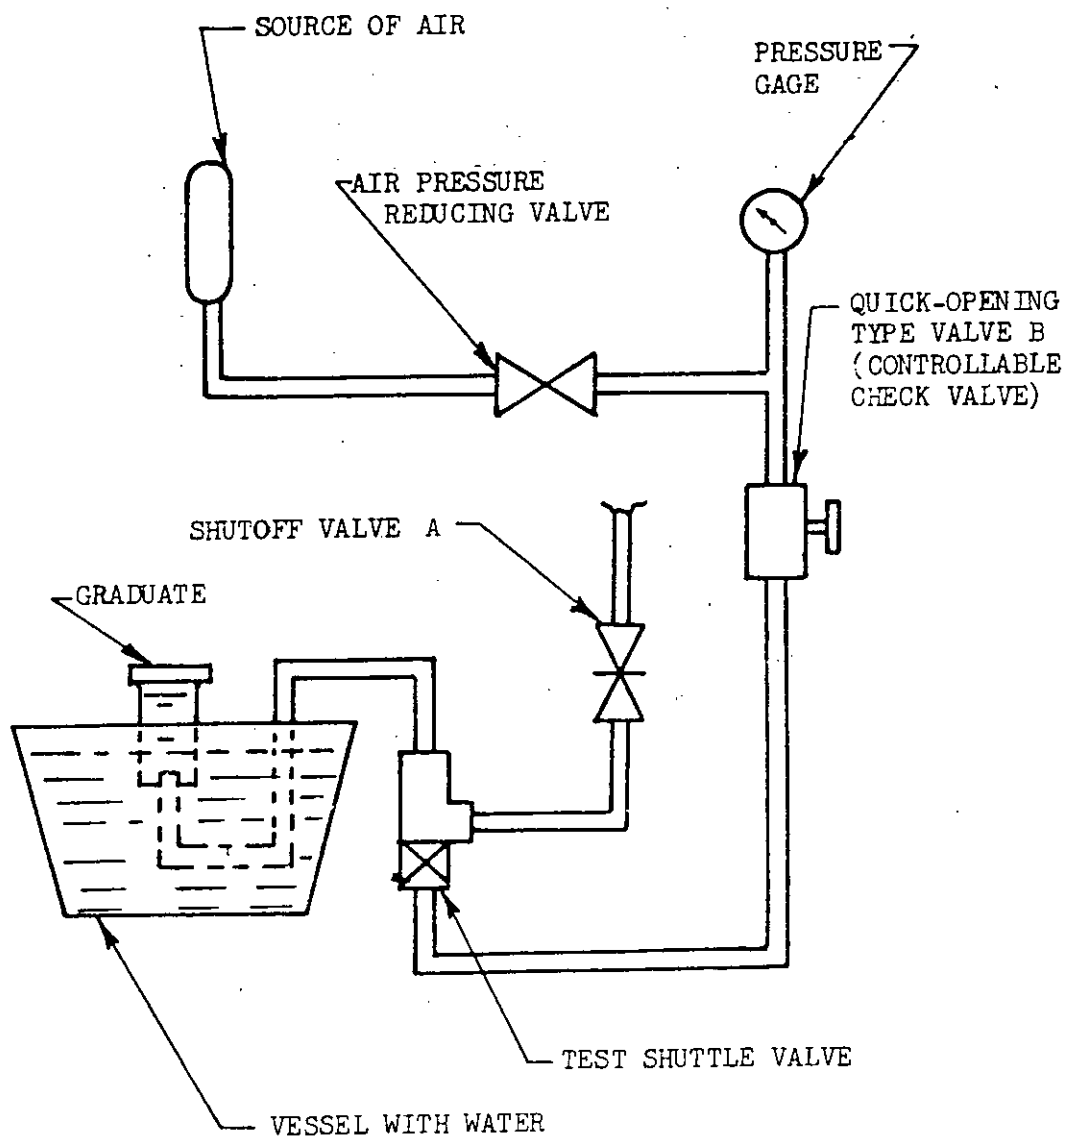 SOURCE OF AIR
PRESSURE
GAGE
AIR PRESSURE
REDUCING VALVE
QUICK-OPENING
TYPE VALVE B
(CONTROLLABLE
CHECK VALVE)
SHUTOFF VALVE A
GRADUATE
TEST SHUTTLE VALVE
VESSEL WITH WATER